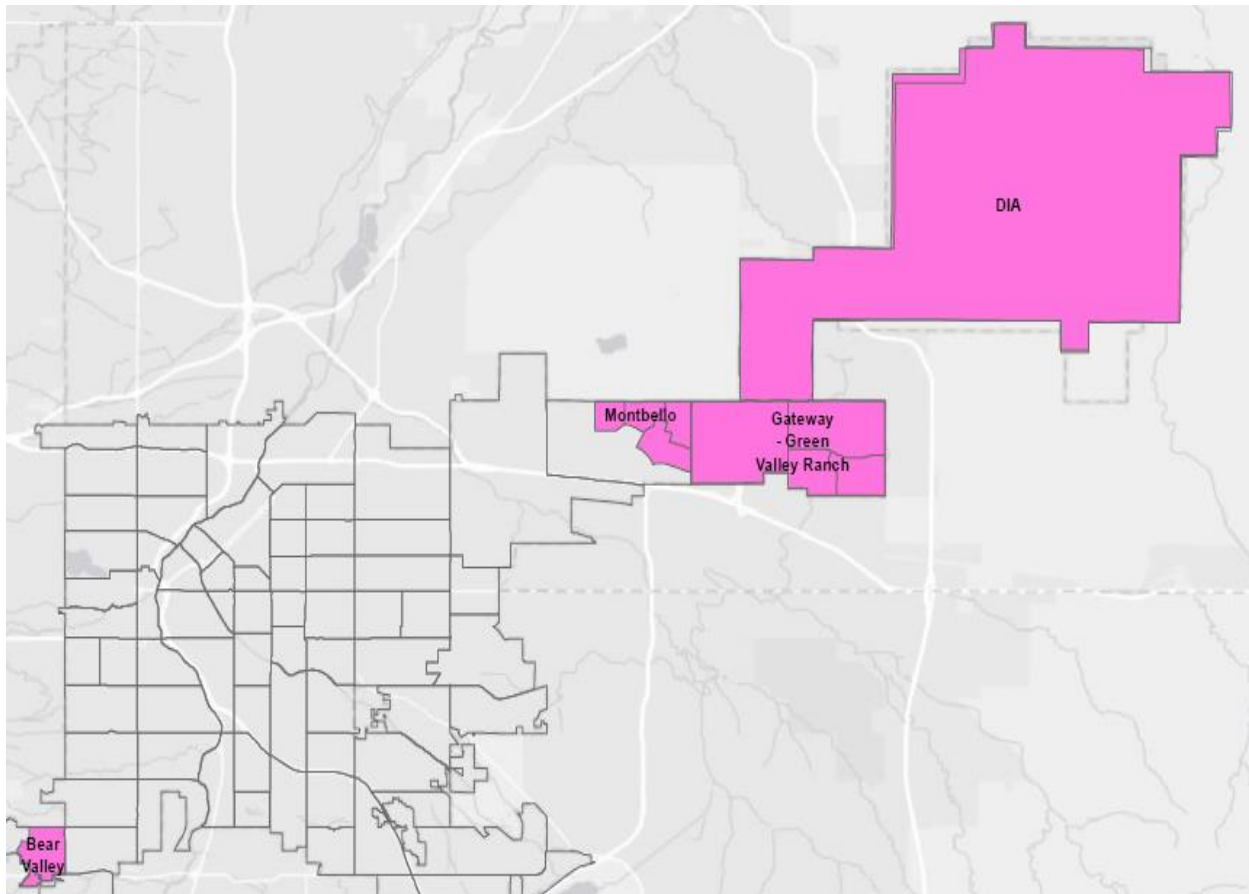 DIA
Montbello
Gateway
- Green
Valley Ranch
Bear
Valley